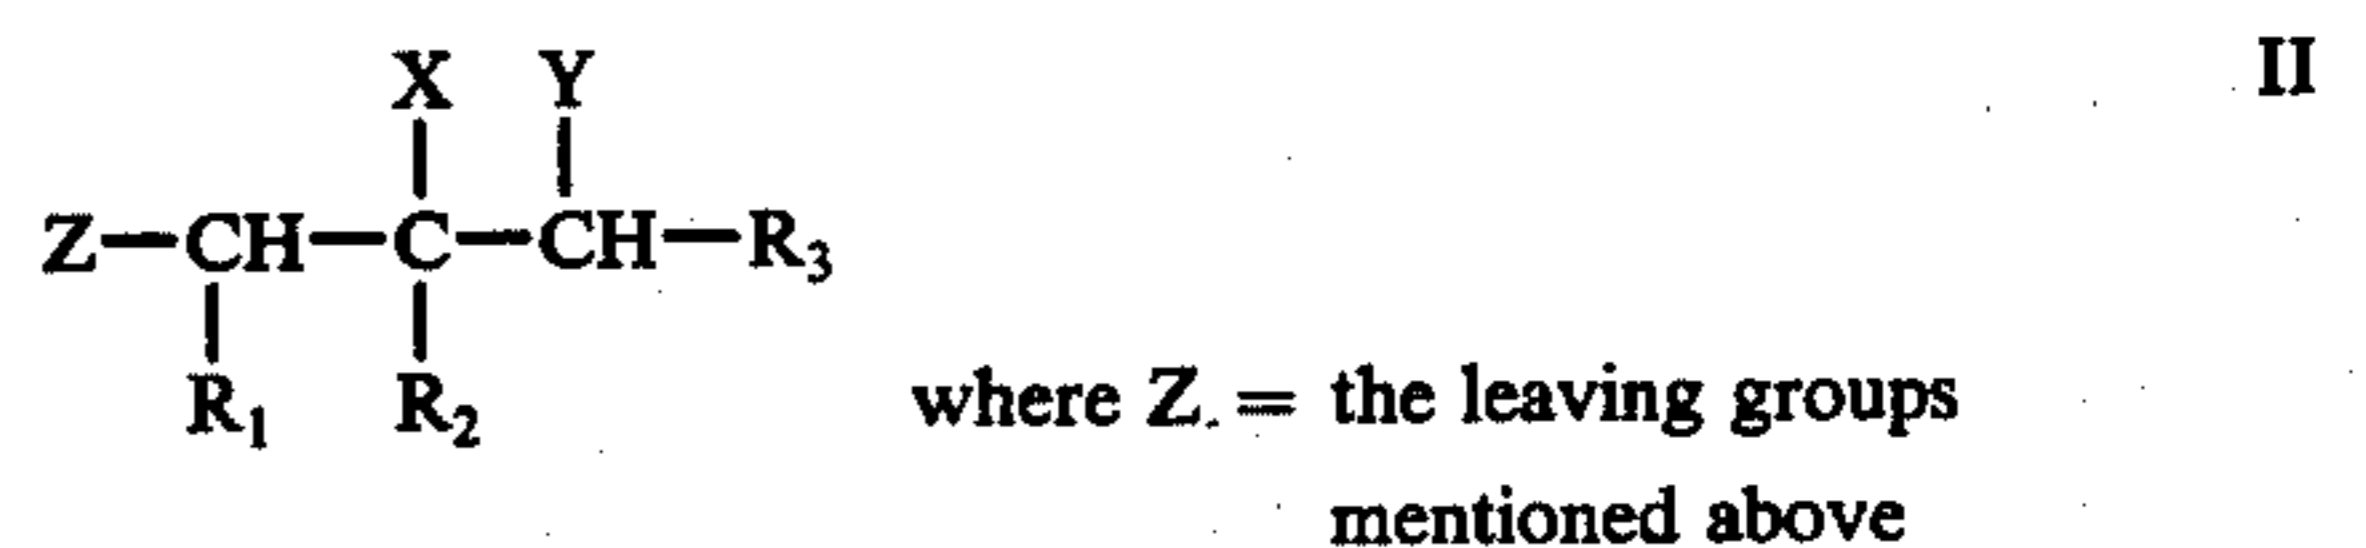 X Y II
Z—CH—C—CH—R₃
R₁ R₂
where Z. = the leaving groups
mentioned above